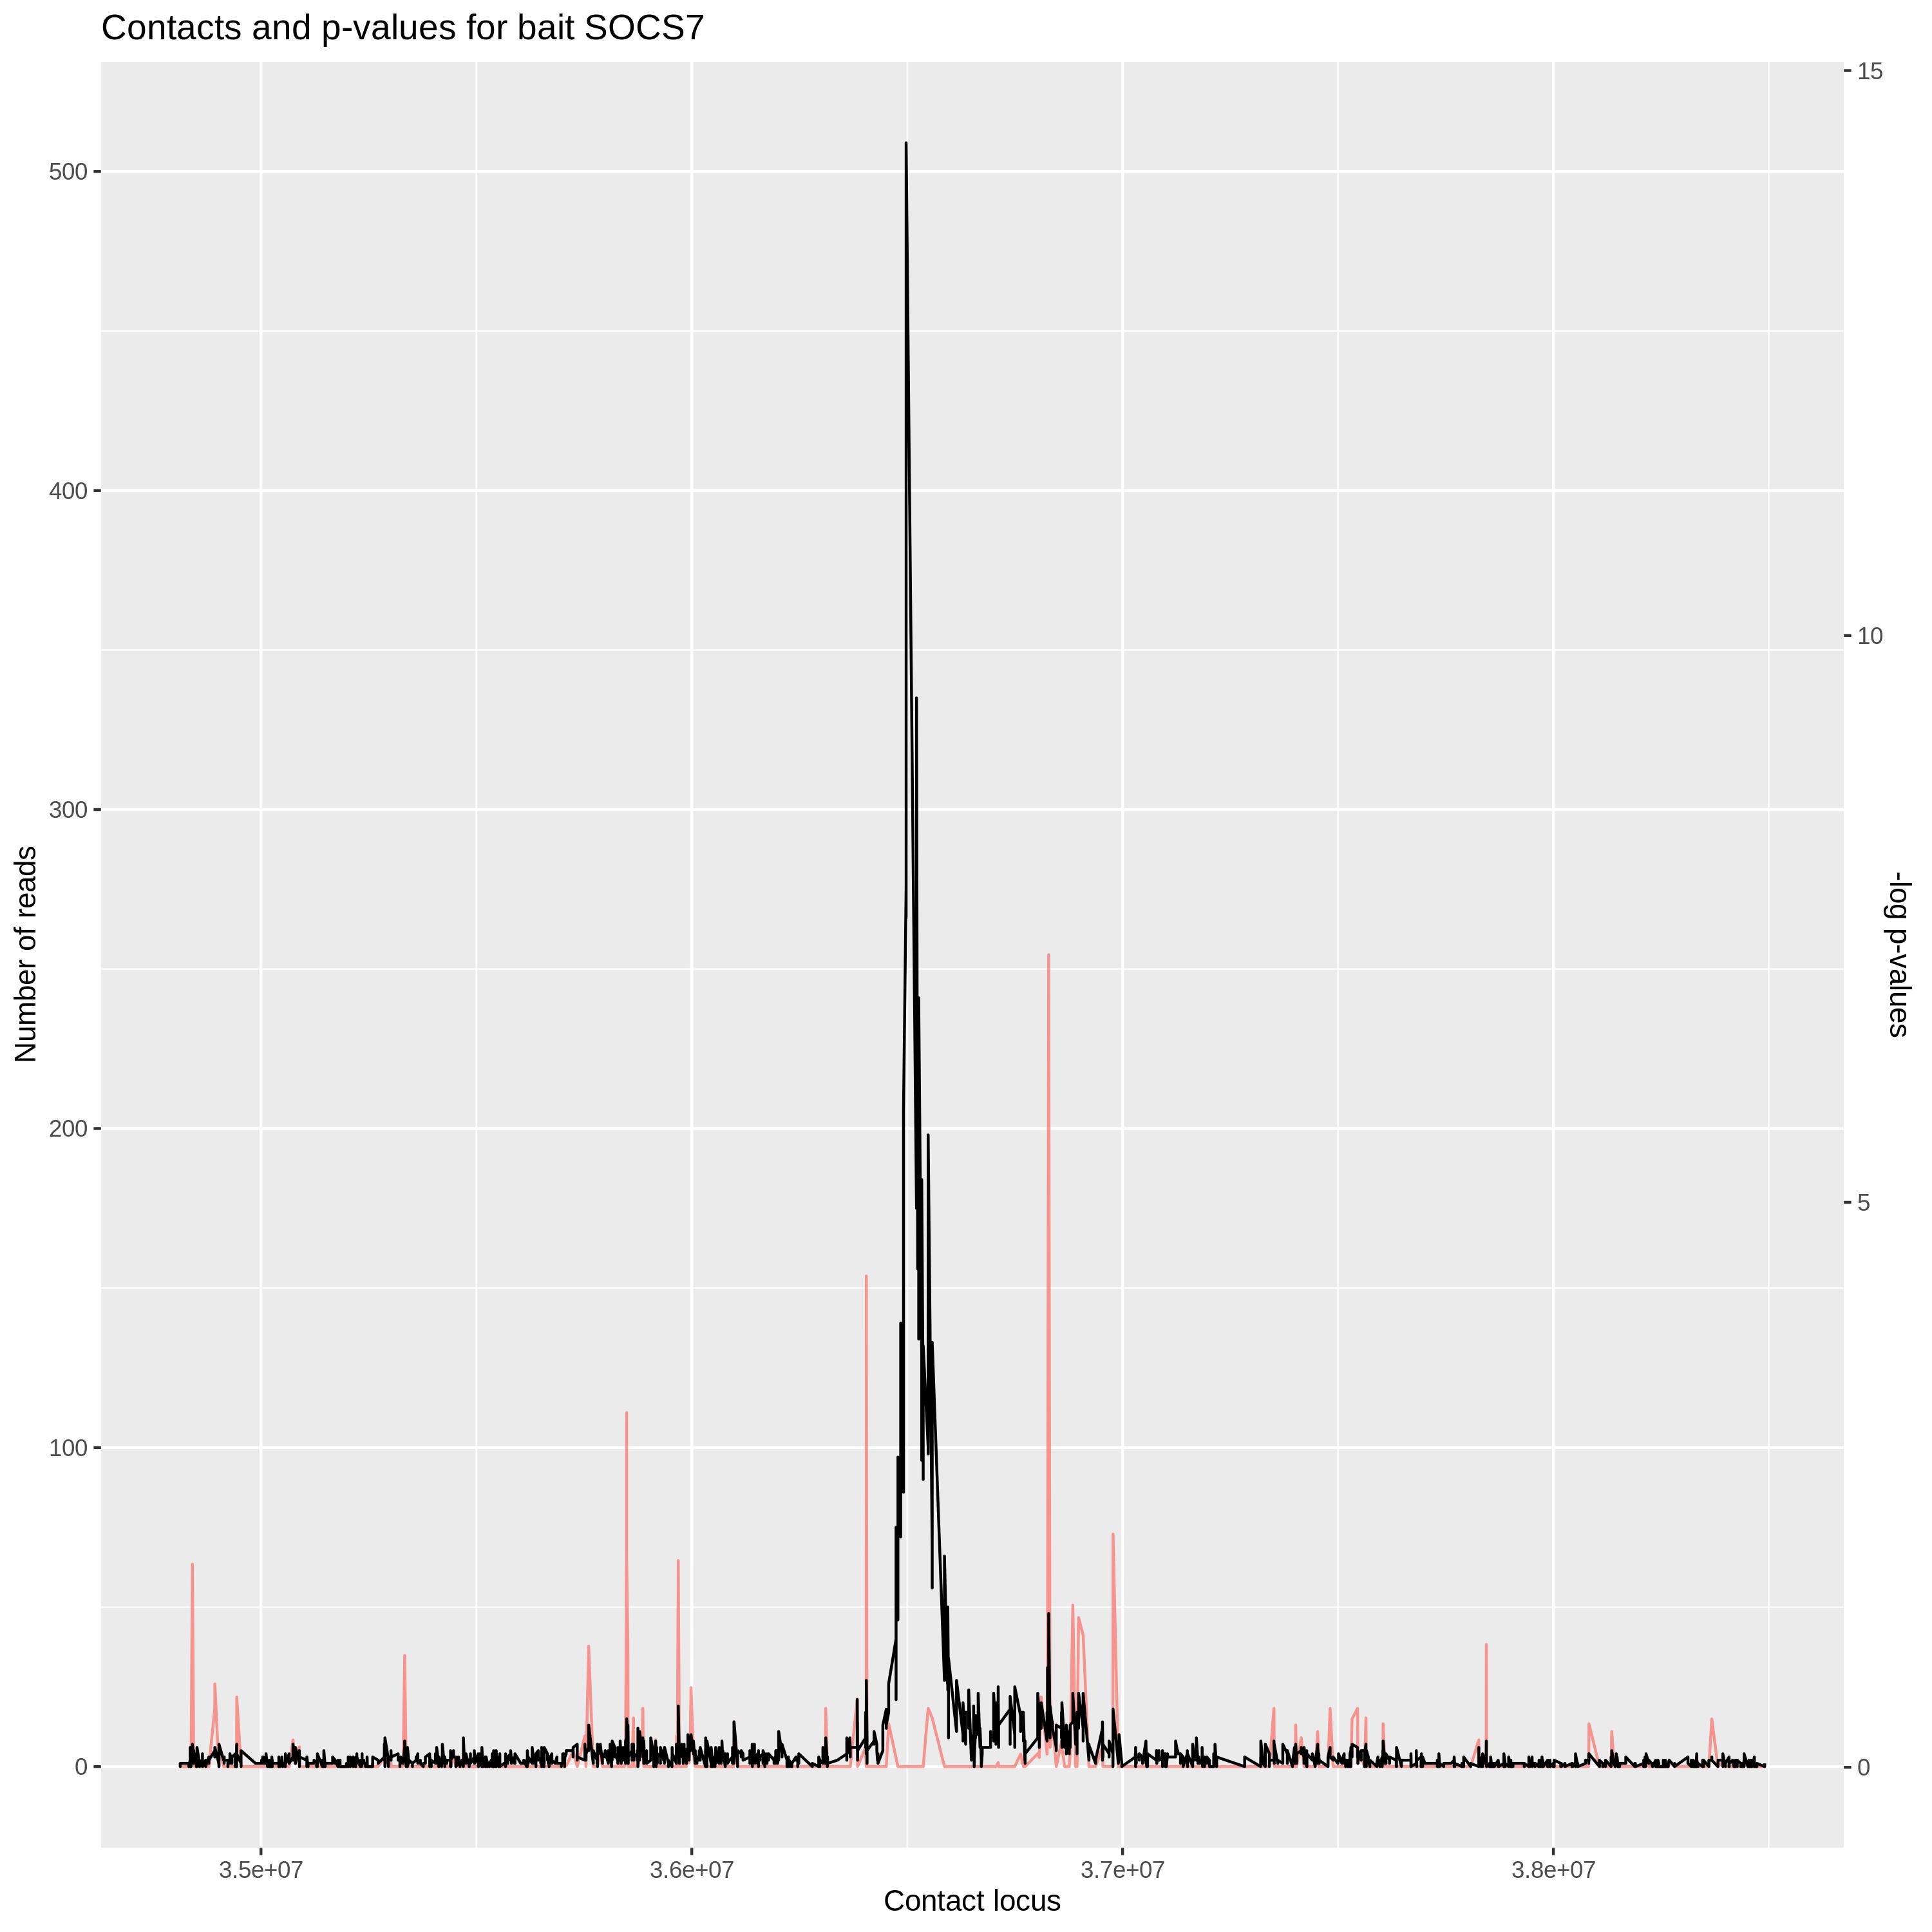 Contacts and p-values for bait SOCS7
15
500
400
10
300
200
5
100
0
0
Number of reads
-log p-values
3.5e+07
3.6e+07
3.7e+07
3.8e+07
Contact locus